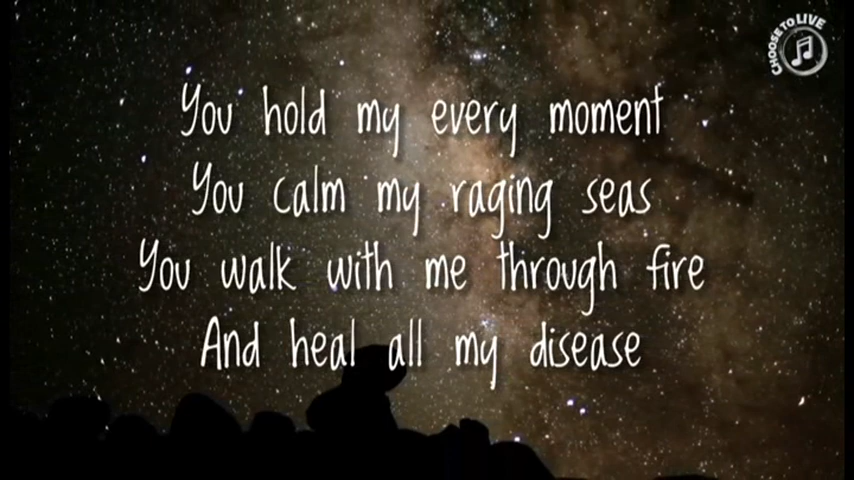 CHOOSE TO LIVE
You hold my every moment
You calm my raging seas
You walk with me through fire
And heal all my disease